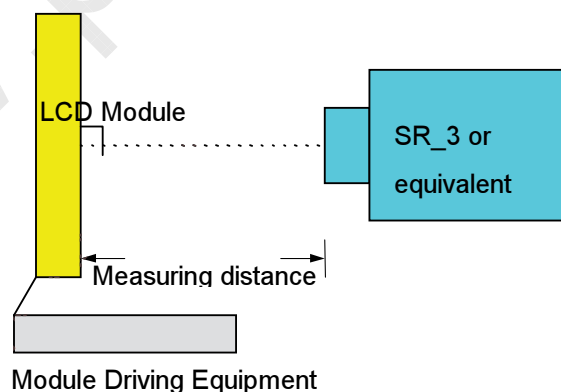 LCD Module
SR_3 or
equivalent
Measuring distance
Module Driving Equipment